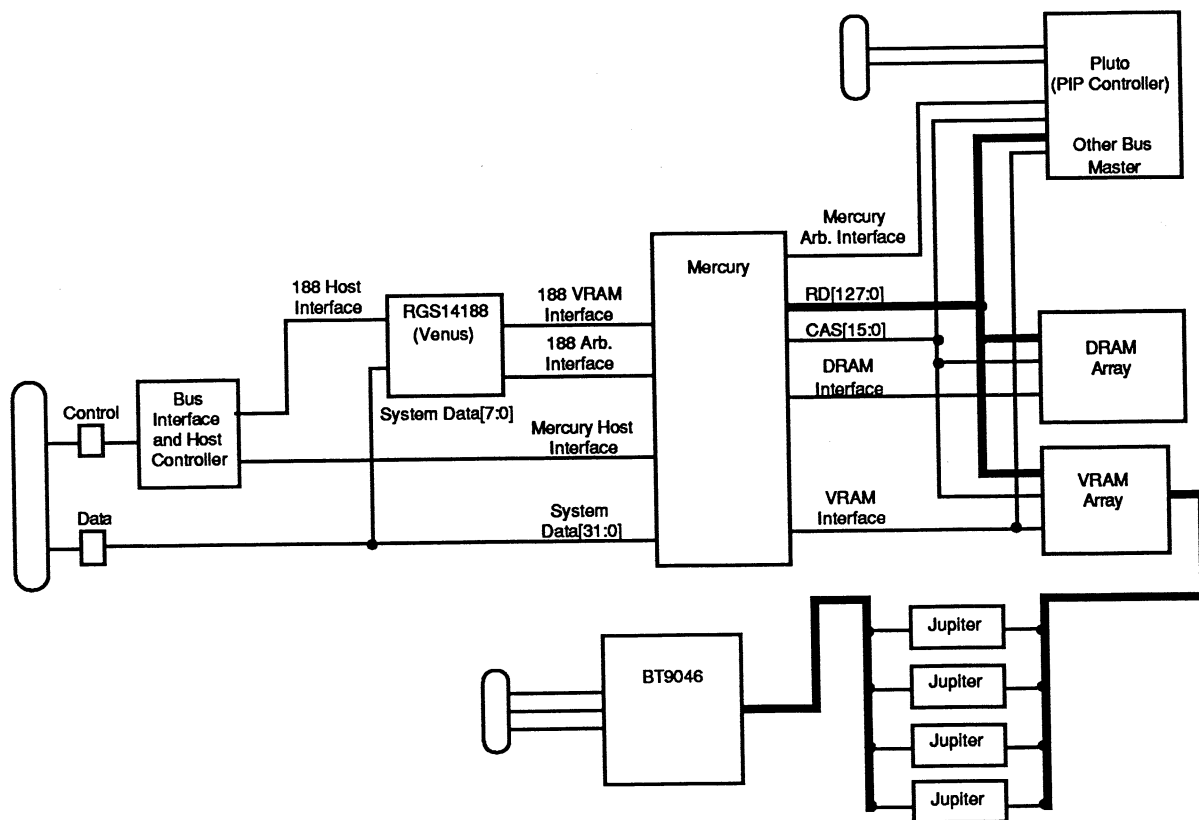 Pluto
(PIP Controller)
Other Bus
Master
Mercury
Arb. Interface
Mercury
188 Host
Interface
RGS14188
(Venus)
188 VRAM
Interface
RD[127:0]
188 Arb.
Interface
CAS[15:0]
DRAM
Interface
DRAM
Array
Control
Bus
Interface
and Host
Controller
System Data[7:0]
Mercury Host
Interface
VRAM
Array
Data
System
Data[31:0]
VRAM
Interface
Jupiter
BT9046
Jupiter
Jupiter
Jupiter